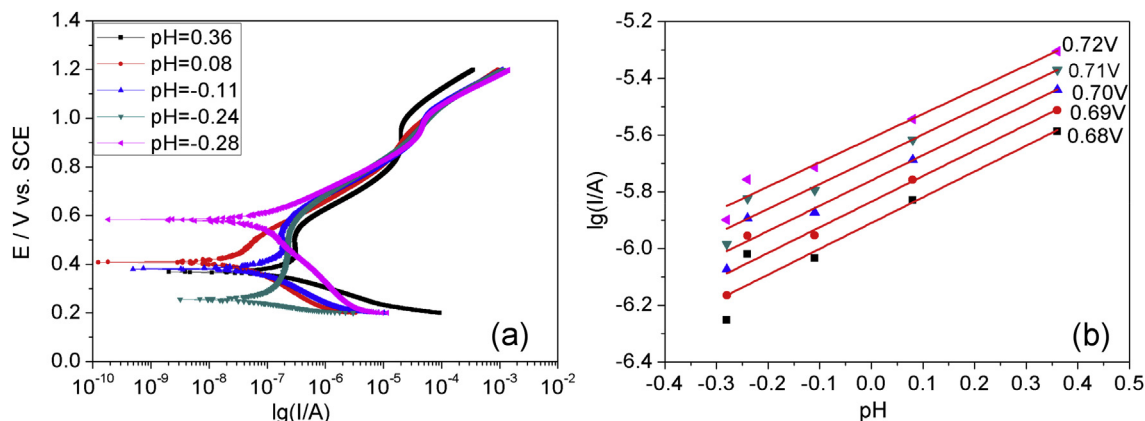 1.4
1.2
1.0
0.8
0.6
0.4
0.2
0.0
E / V vs. SCE
pH=0.36
pH=0.08
pH=-0.11
pH=-0.24
pH=-0.28
(a)
10⁻¹⁰ 10⁻⁹ 10⁻⁸ 10⁻⁷ 10⁻⁶ 10⁻⁵ 10⁻⁴ 10⁻³ 10⁻²
lg(I/A)
-5.2
-5.4
-5.6
-5.8
-6.0
-6.2
-6.4
lg(I/A)
0.72V
0.71V
0.70V
0.69V
0.68V
(b)
-0.4 -0.3 -0.2 -0.1 0.0 0.1 0.2 0.3 0.4 0.5
pH